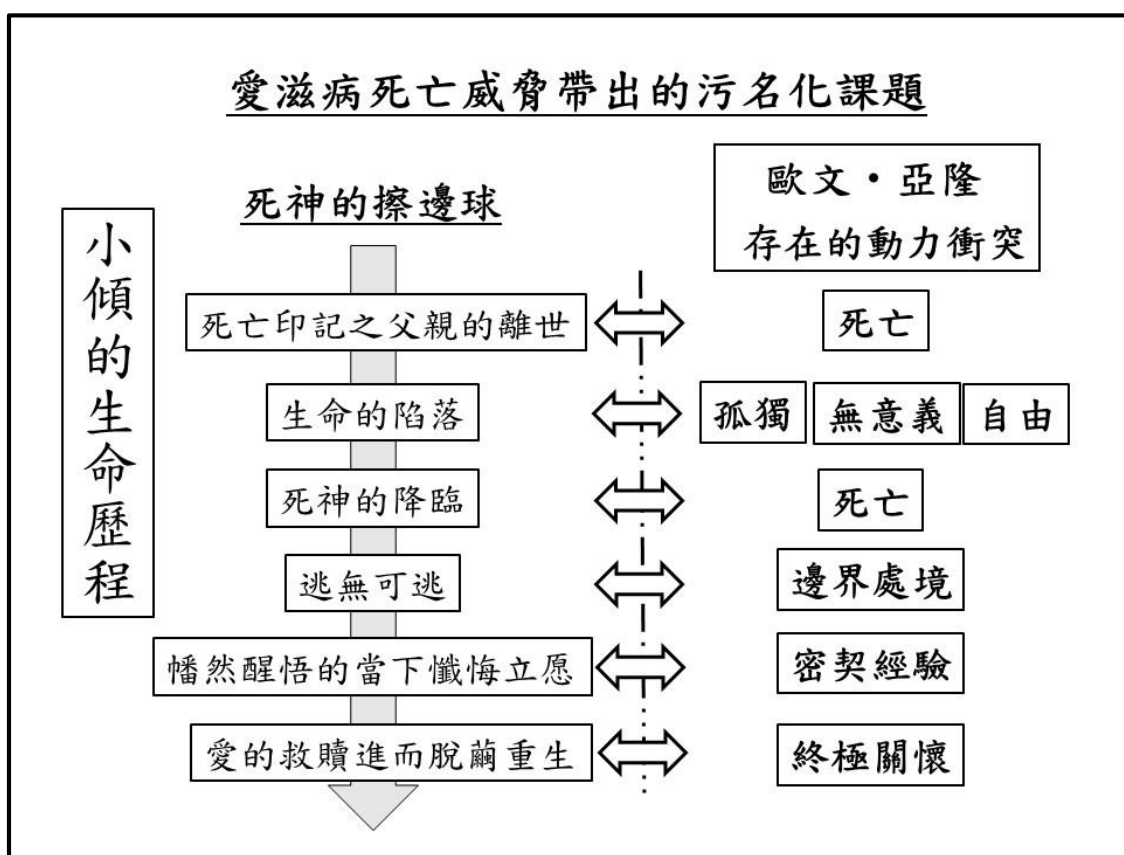 愛滋病死亡威脅帶出的污名化課題
小傾的生命歷程
死神的擦邊球
歐文・亞隆
存在的動力衝突
死亡印記之父親的離世
死亡
生命的陷落
孤獨 無意義 自由
死神的降臨
死亡
逃無可逃
邊界處境
幡然醒悟的當下懺悔立愿
密契經驗
愛的救贖進而脫繭重生
終極關懷